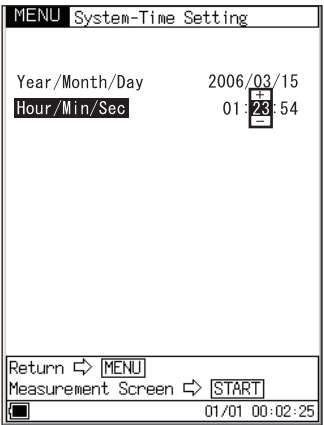 MENU System-Time Setting
Year/Month/Day 2006/03/15
+
Hour/Min/Sec 01:23:54
−
Return ⇨ MENU
Measurement Screen ⇨ START
01/01 00:02:25